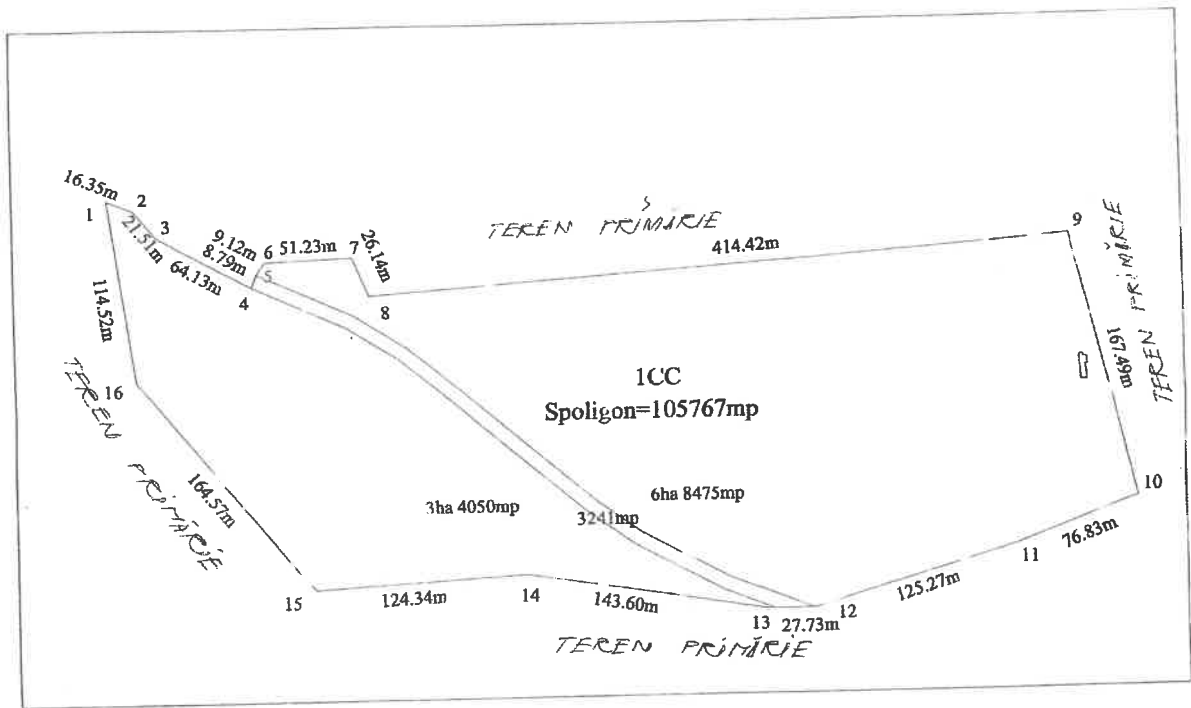 16.35m
1
2
21.51m
3
64.13m
9.12m
8.79m
4
5
6
51.23m
7
26.14m
8
TEREN PRIMĂRIE
414.42m
9
167.49m
TEREN PRIMĂRIE
114.52m
16
TEREN PRIMĂRIE
164.57m
1CC
Spoligon=105767mp
3ha 4050mp
3241mp
6ha 8475mp
10
76.83m
11
125.27m
12
27.73m
13
143.60m
14
124.34m
15
TEREN PRIMĂRIE